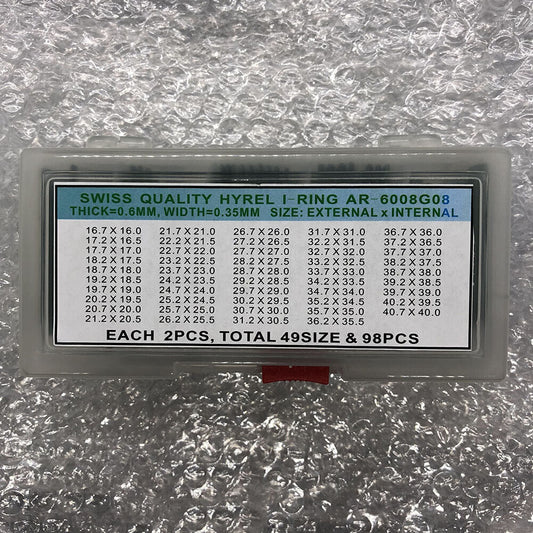 SWISS QUALITY HYREL I-RING AR-6008G08
THICK=0.6MM, WIDTH=0.35MM SIZE: EXTERNAL x INTERNAL
16.7 X 16.0 21.7 X 21.0 26.7 X 26.0 31.7 X 31.0 36.7 X 36.0
17.2 X 16.5 22.2 X 21.5 27.2 X 26.5 32.2 X 31.5 37.2 X 36.5
17.7 X 17.0 22.7 X 22.0 27.7 X 27.0 32.7 X 32.0 37.7 X 37.0
18.2 X 17.5 23.2 X 22.5 28.2 X 27.5 33.2 X 32.5 38.2 X 37.5
18.7 X 18.0 23.7 X 23.0 28.7 X 28.0 33.7 X 33.0 38.7 X 38.0
19.2 X 18.5 24.2 X 23.5 29.2 X 28.5 34.2 X 33.5 39.2 X 38.5
19.7 X 19.0 24.7 X 24.0 29.7 X 29.0 34.7 X 34.0 39.7 X 39.0
20.2 X 19.5 25.2 X 24.5 30.2 X 29.5 35.2 X 34.5 40.2 X 39.5
20.7 X 20.0 25.7 X 25.0 30.7 X 30.0 35.7 X 35.0 40.7 X 40.0
21.2 X 20.5 26.2 X 25.5 31.2 X 30.5 36.2 X 35.5
EACH 2PCS, TOTAL 49SIZE & 98PCS